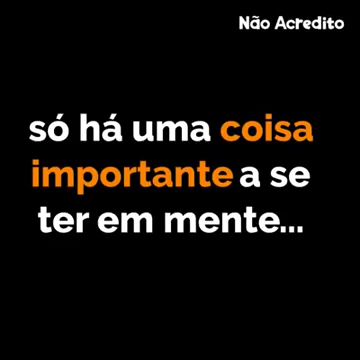 Não Acredito
só há uma coisa
importante a se
ter em mente...